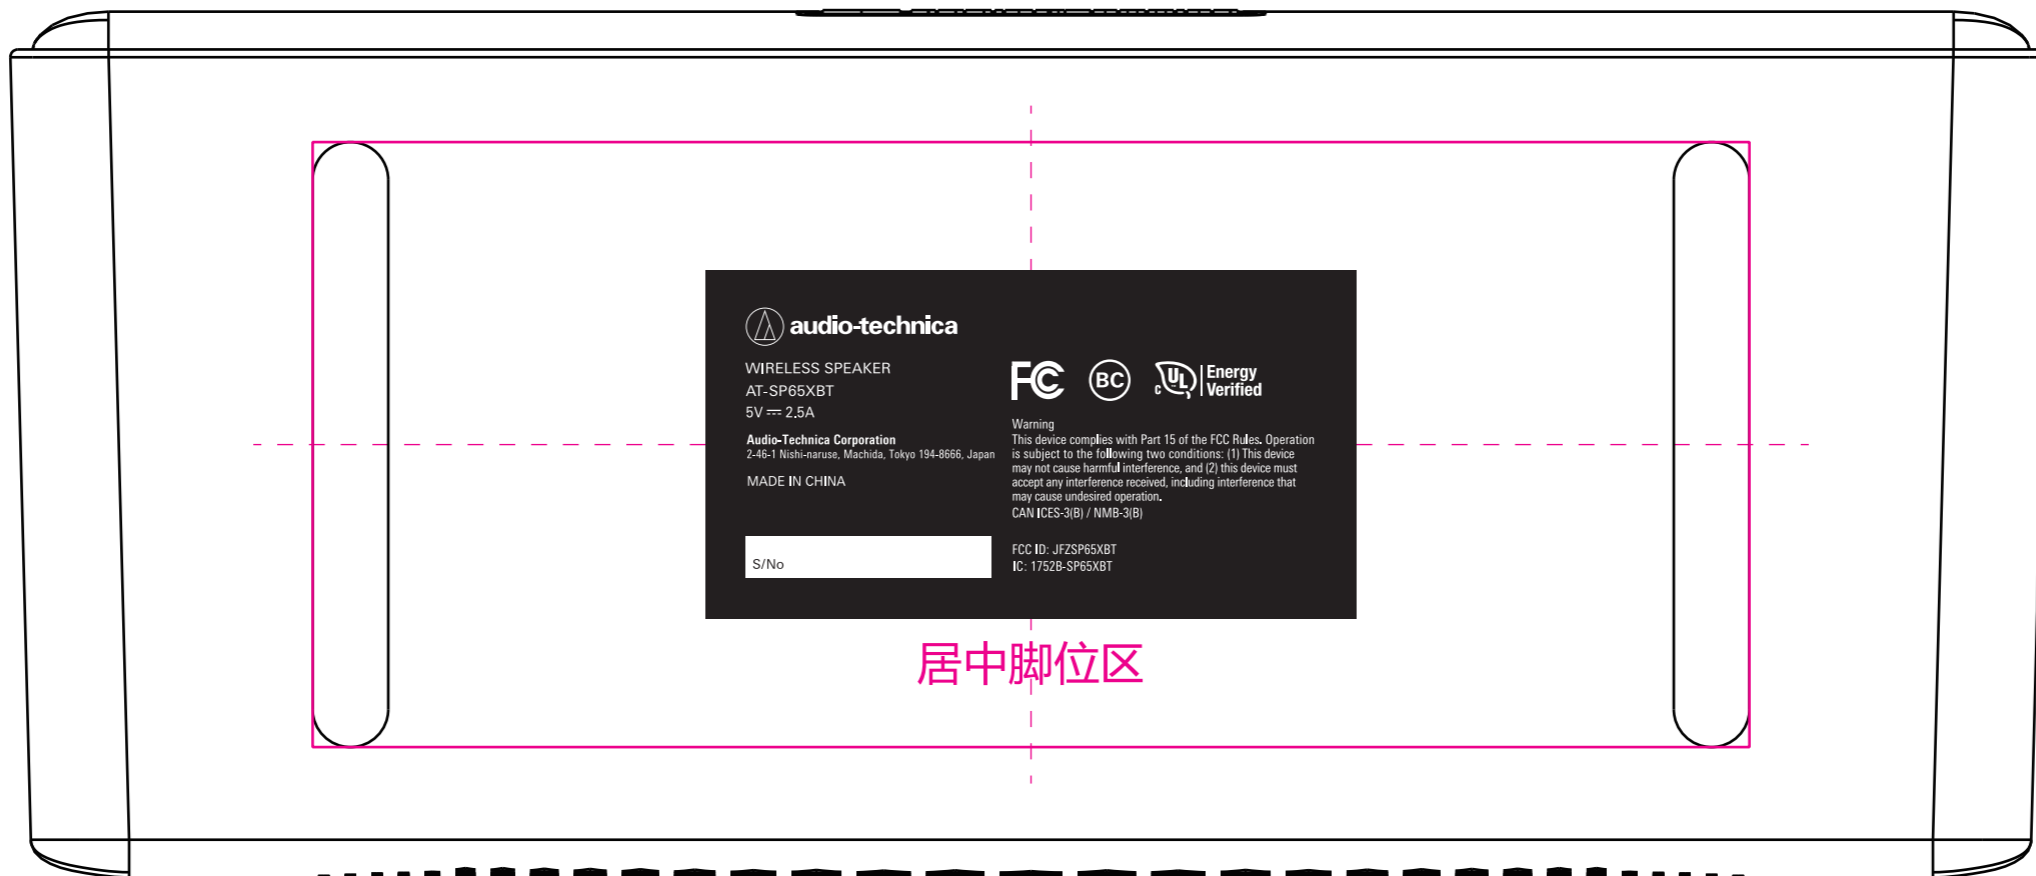 audio-technica
WIRELESS SPEAKER
AT-SP65XBT
5V ⎓ 2.5A
Audio-Technica Corporation
2-46-1 Nishi-naruse, Machida, Tokyo 194-8666, Japan
MADE IN CHINA
S/No
FC BC C UL Energy
Verified
Warning
This device complies with Part 15 of the FCC Rules. Operation
is subject to the following two conditions: (1) This device
may not cause harmful interference, and (2) this device must
accept any interference received, including interference that
may cause undesired operation.
CAN ICES-3(B) / NMB-3(B)
FCC ID: JFZSP65XBT
IC: 1752B-SP65XBT
居中脚位区